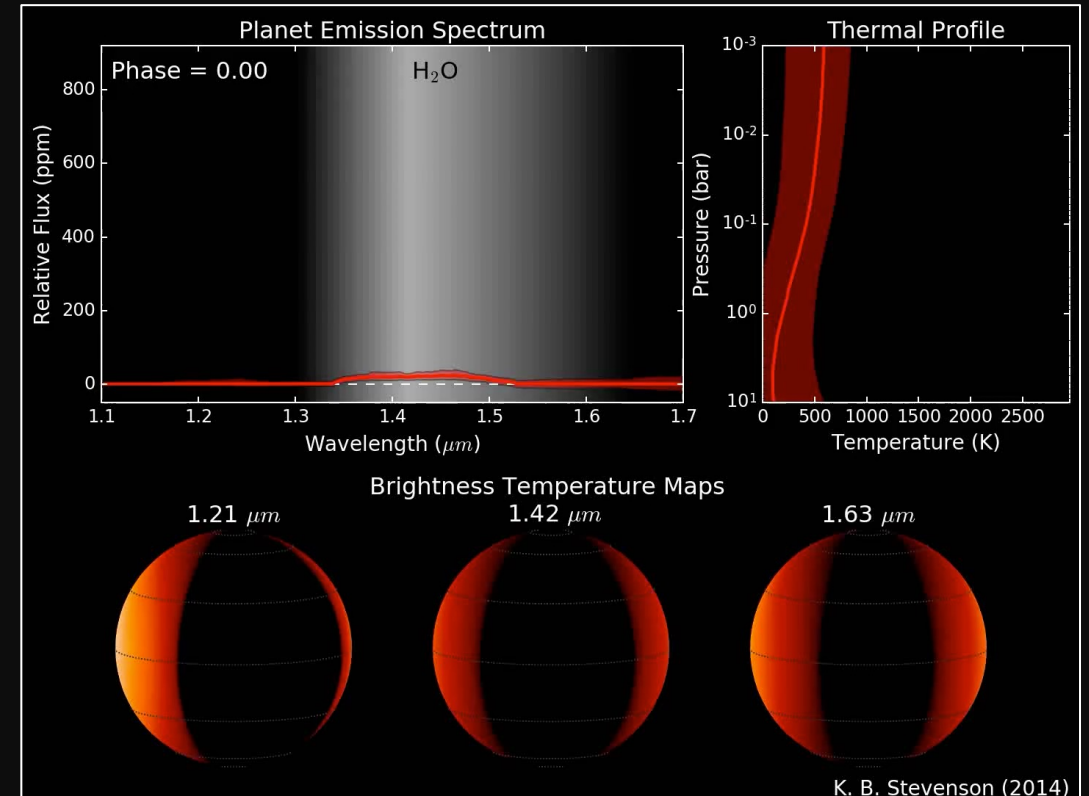 Planet Emission Spectrum
Phase = 0.00
H₂O
Relative Flux (ppm)
800
600
400
200
0
1.1 1.2 1.3 1.4 1.5 1.6 1.7
Wavelength (μm)
Thermal Profile
Pressure (bar)
10⁻³
10⁻²
10⁻¹
10⁰
10¹
0 500 1000 1500 2000 2500
Temperature (K)
Brightness Temperature Maps
1.21 μm 1.42 μm 1.63 μm
K. B. Stevenson (2014)